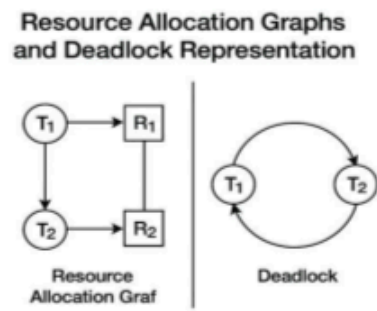 Resource Allocation Graphs
and Deadlock Representation
T1
R1
T2
R2
Resource
Allocation Graf
T1
T2
Deadlock